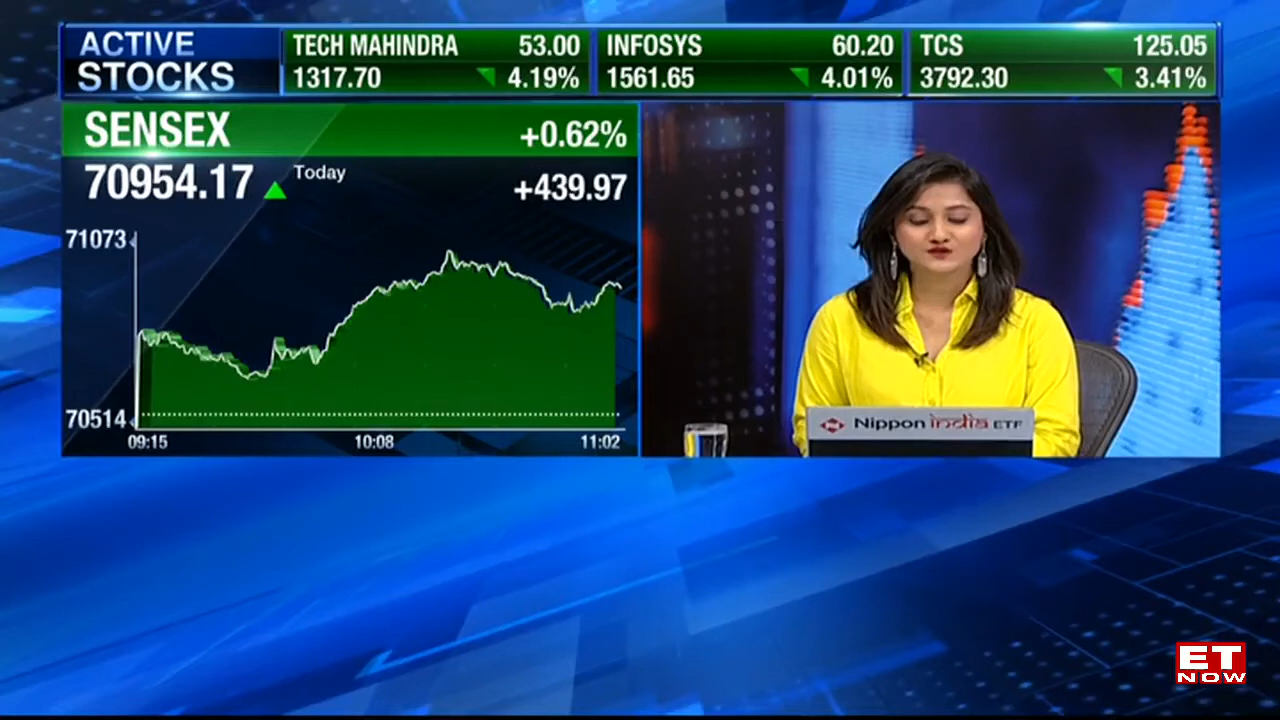 ACTIVE
STOCKS
TECH MAHINDRA 53.00
1317.70 4.19%
INFOSYS 60.20
1561.65 4.01%
TCS 125.05
3792.30 3.41%
SENSEX +0.62%
70954.17 Today +439.97
71073
70514
09:15 10:08 11:02
Nippon india ETF
ET
NOW